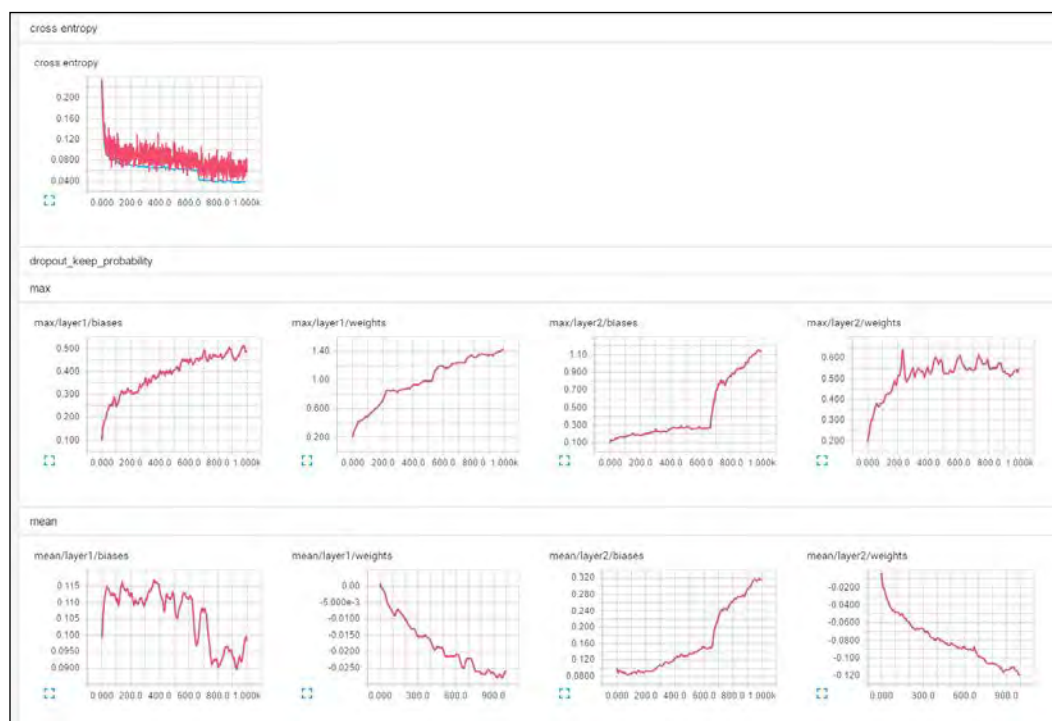 cross entropy
cross entropy
0.200
0.120
0.0800
0.0400
0.000 200.0 400.0 600.0 800.0 1.000k
dropout_keep_probability
max
max/layer1/biases max/layer1/weights max/layer2/biases max/layer2/weights
0.500
0.400
0.300
0.200
0.100
0.000 200.0 400.0 600.0 800.0 1.000k
1.40
1.00
0.600
0.200
0.000 200.0 400.0 600.0 800.0 1.000k
1.10
0.900
0.700
0.500
0.300
0.100
0.000 200.0 400.0 600.0 800.0 1.000k
0.600
0.500
0.400
0.300
0.200
0.000 200.0 400.0 600.0 800.0 1.000k
mean
mean/layer1/biases mean/layer1/weights mean/layer2/biases mean/layer2/weights
0.115
0.110
0.105
0.100
0.0950
0.0900
0.000 200.0 400.0 600.0 800.0 1.000k
0.00
-5.000e-3
-0.0100
-0.0150
-0.0200
-0.0250
0.000 300.0 600.0 900.0
0.320
0.280
0.240
0.200
0.160
0.120
0.0800
0.000 200.0 400.0 600.0 800.0 1.000k
-0.0200
-0.0400
-0.0600
-0.0800
-0.100
-0.120
0.000 300.0 600.0 900.0